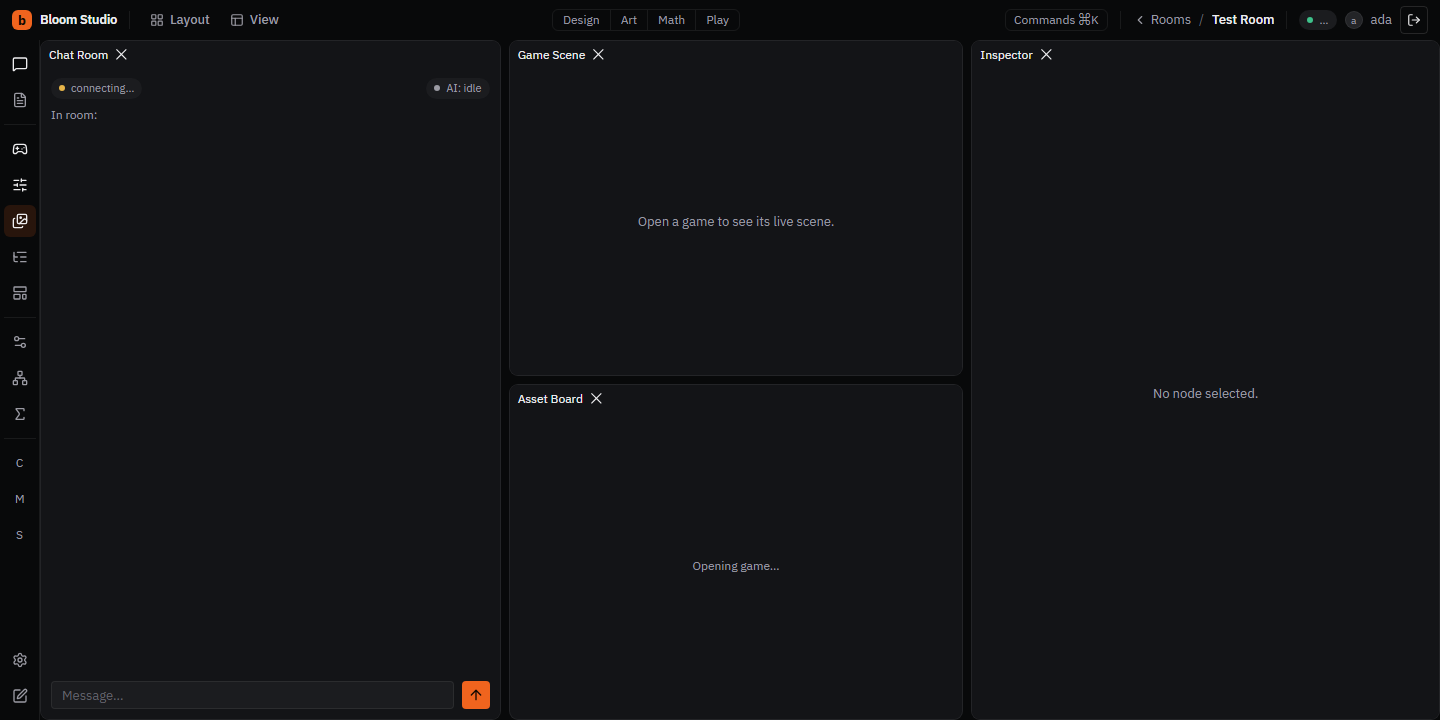 b Bloom Studio Layout View Design Art Math Play Commands ⌘K Rooms / Test Room ... a ada
Chat Room
connecting... AI: idle
In room:
Game Scene
Open a game to see its live scene.
Asset Board
Opening game...
Inspector
No node selected.
C
M
S
Message...